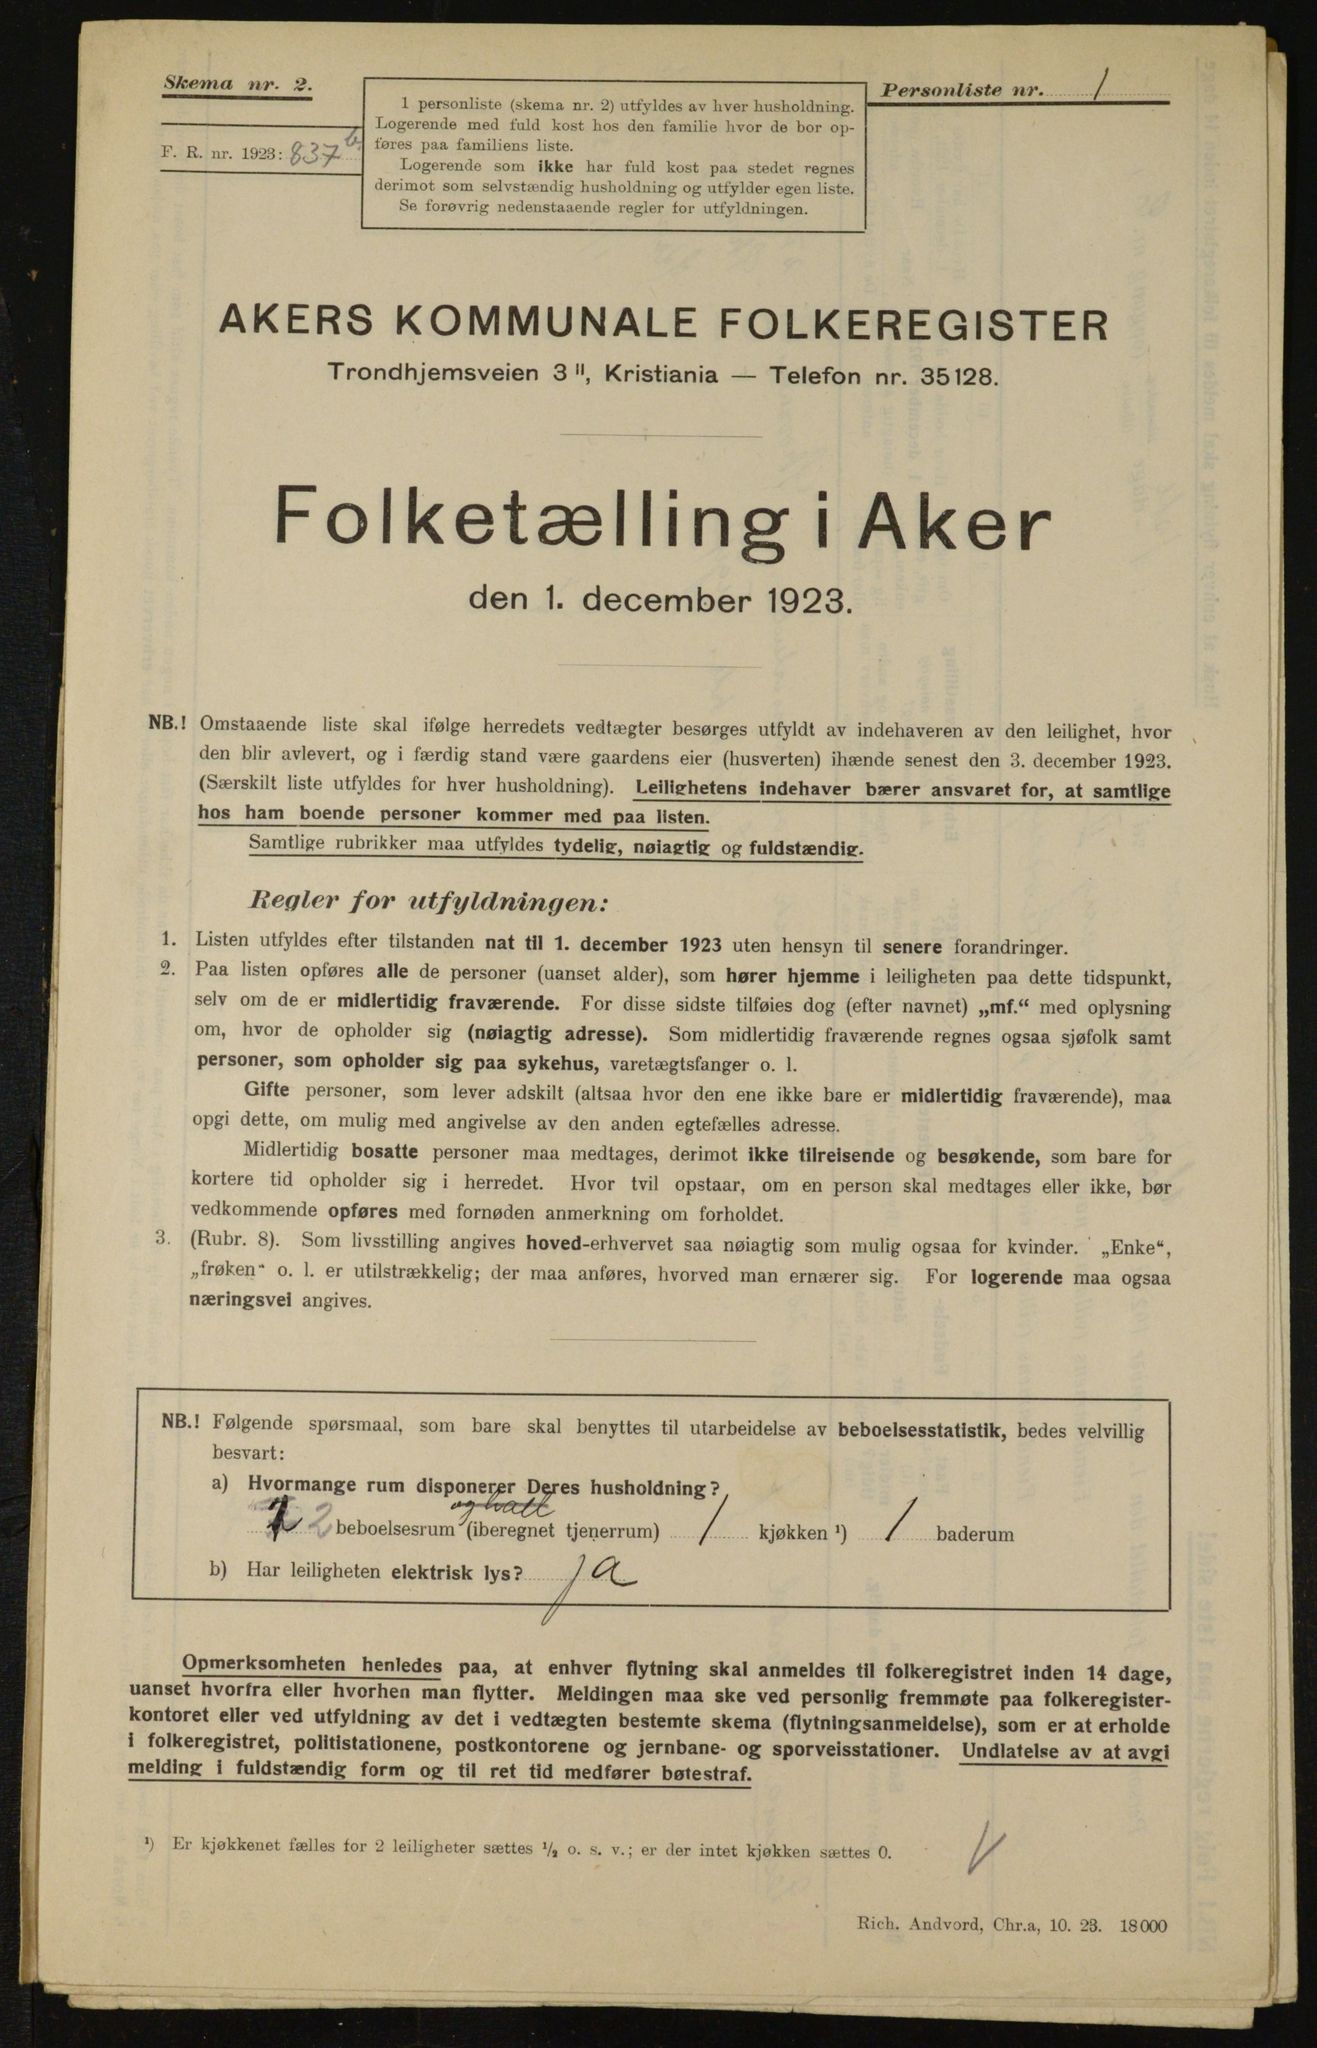 Skema nr. 2.
Personliste nr. 1
F. R. nr. 1923: 837 b
1 personliste (skema nr. 2) utfyldes av hver husholdning.
Logerende med fuld kost hos den familie hvor de bor op-
føres paa familiens liste.
Logerende som ikke har fuld kost paa stedet regnes
derimot som selvstændig husholdning og utfylder egen liste.
Se forøvrig nedenstaaende regler for utfyldningen.
AKERS KOMMUNALE FOLKEREGISTER
Trondhjemsveien 3 II, Kristiania — Telefon nr. 35128.
Folketælling i Aker
den 1. december 1923.
NB.! Omstaaende liste skal ifølge herredets vedtægter besørges utfyldt av indehaveren av den leilighet, hvor
den blir avlevert, og i færdig stand være gaardens eier (husverten) ihænde senest den 3. december 1923.
(Særskilt liste utfyldes for hver husholdning). Leilighetens indehaver bærer ansvaret for, at samtlige
hos ham boende personer kommer med paa listen.
Samtlige rubrikker maa utfyldes tydelig, nøiagtig og fuldstændig.
Regler for utfyldningen:
1. Listen utfyldes efter tilstanden nat til 1. december 1923 uten hensyn til senere forandringer.
2. Paa listen opføres alle de personer (uanset alder), som hører hjemme i leiligheten paa dette tidspunkt,
selv om de er midlertidig fraværende. For disse sidste tilføies dog (efter navnet) „mf.“ med oplysning
om, hvor de opholder sig (nøiagtig adresse). Som midlertidig fraværende regnes ogsaa sjøfolk samt
personer, som opholder sig paa sykehus, varetægtsfanger o. l.
Gifte personer, som lever adskilt (altsaa hvor den ene ikke bare er midlertidig fraværende), maa
opgi dette, om mulig med angivelse av den anden egtefælles adresse.
Midlertidig bosatte personer maa medtages, derimot ikke tilreisende og besøkende, som bare for
kortere tid opholder sig i herredet. Hvor tvil opstaar, om en person skal medtages eller ikke, bør
vedkommende opføres med fornøden anmerkning om forholdet.
3. (Rubr. 8). Som livsstilling angives hoved-erhvervet saa nøiagtig som mulig ogsaa for kvinder. „Enke“,
„frøken“ o. l. er utilstrækkelig; der maa anføres, hvorved man ernærer sig. For logerende maa ogsaa
næringsvei angives.
NB.! Følgende spørsmaal, som bare skal benyttes til utarbeidelse av beboelsesstatistik, bedes velvillig
besvart:
a) Hvormange rum disponerer Deres husholdning?
og hall
2 beboelsesrum (iberegnet tjenerrum) 1 kjøkken ¹) 1 baderum
b) Har leiligheten elektrisk lys? ja
Opmerksomheten henledes paa, at enhver flytning skal anmeldes til folkeregistret inden 14 dage,
uanset hvorfra eller hvorhen man flytter. Meldingen maa ske ved personlig fremmøte paa folkeregister-
kontoret eller ved utfyldning av det i vedtægten bestemte skema (flytningsanmeldelse), som er at erholde
i folkeregistret, politistationene, postkontorene og jernbane- og sporveisstationer. Undlatelse av at avgi
melding i fuldstændig form og til ret tid medfører bøtestraf.
¹) Er kjøkkenet fælles for 2 leiligheter sættes ½ o. s. v.; er der intet kjøkken sættes 0.
Rich. Andvord, Chr.a, 10. 23. 18000